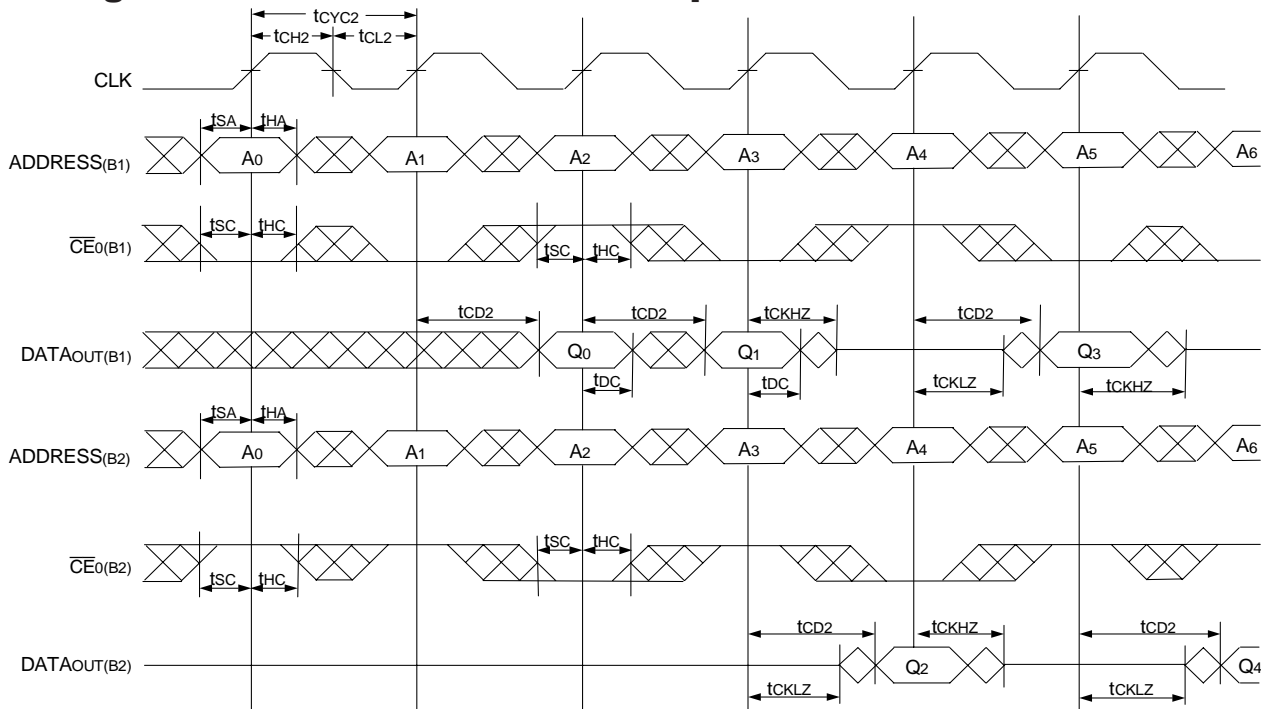 tCYC2
tCH2 tCL2
CLK
tSA tHA
ADDRESS(B1) A0 A1 A2 A3 A4 A5 A6
tSC tHC tSC tHC
CE0(B1)
tCD2 tCD2 tCKHZ tCD2
DATAOUT(B1) Q0 Q1 Q3
tDC tDC tCKLZ tCKHZ
tSA tHA
ADDRESS(B2) A0 A1 A2 A3 A4 A5 A6
tSC tHC
CE0(B2)
tSC tHC
tCD2 tCKHZ tCD2
DATAOUT(B2) Q2 Q4
tCKLZ tCKLZ